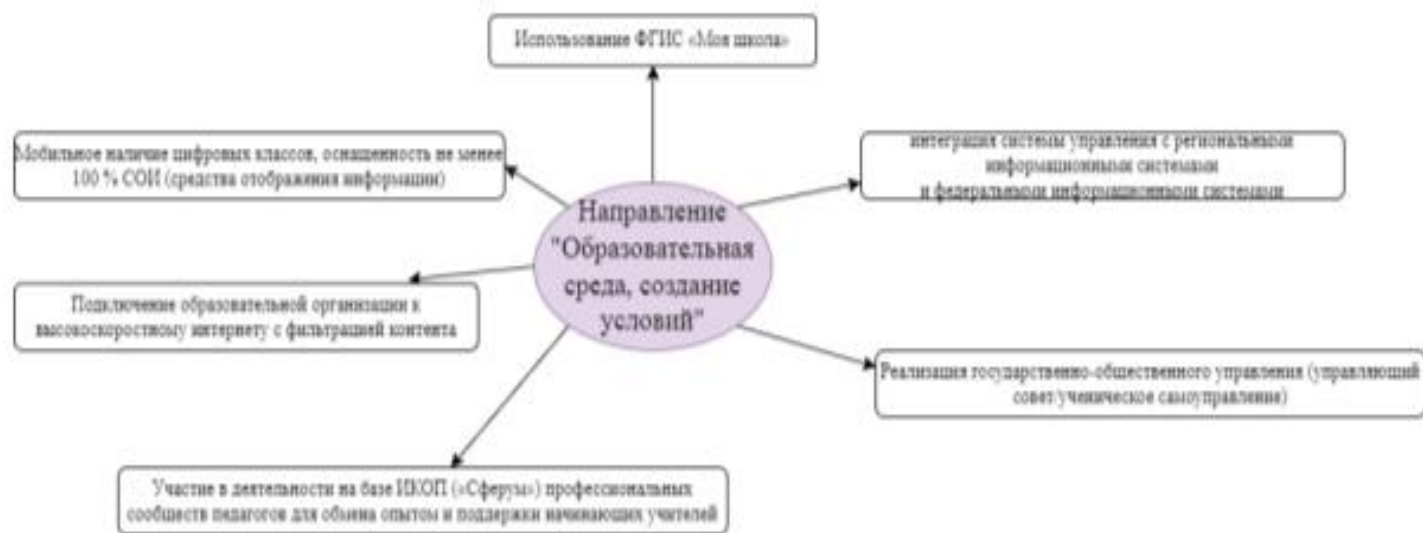 Использование ФГИС «Моя школа»
Мобильное наличие цифровых классов, оснащенность не менее
100 % СОИ (средства отображения информации)
интеграция системы управления с региональными
информационными системами
и федеральными информационными системами
Направление
"Образовательная
среда, создание
условий"
Подключение образовательной организации к
высокоскоростному интернету с фильтрацией контента
Реализация государственно-общественного управления (управляющий
совет/ученическое самоуправление)
Участие в деятельности на базе ИКОП («Сферум») профессиональных
сообществ педагогов для обмена опытом и поддержки начинающих учителей